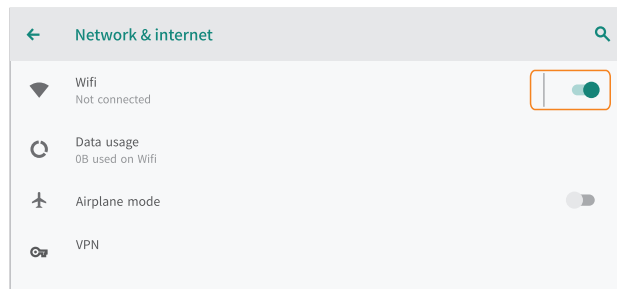 Network & internet
Wifi
Not connected
Data usage
0B used on Wifi
Airplane mode
VPN